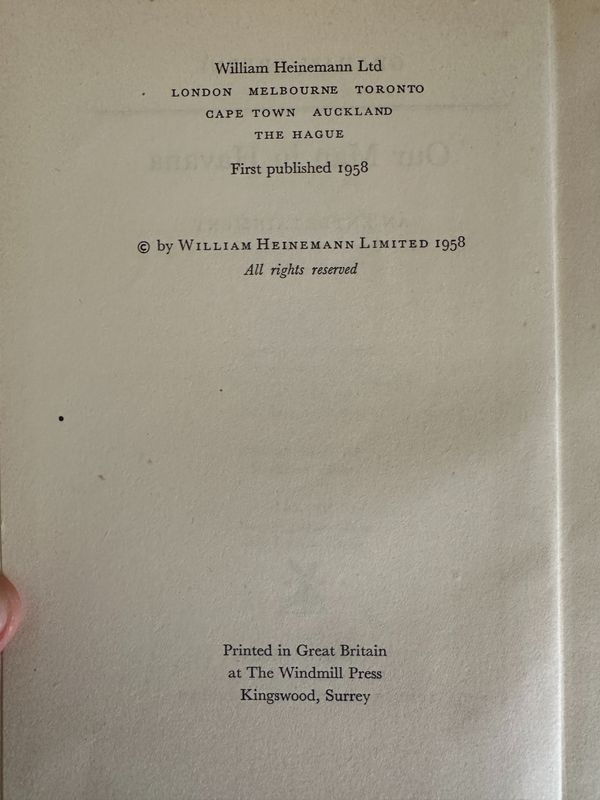 William Heinemann Ltd
LONDON MELBOURNE TORONTO
CAPE TOWN AUCKLAND
THE HAGUE
First published 1958
© by WILLIAM HEINEMANN LIMITED 1958
All rights reserved
Printed in Great Britain
at The Windmill Press
Kingswood, Surrey